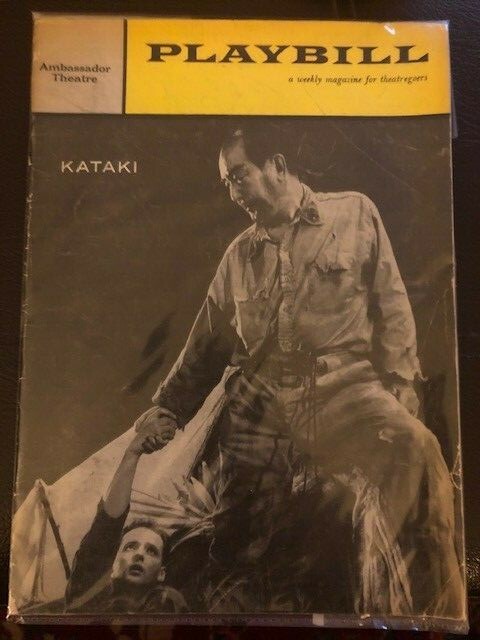 Ambassador
Theatre
PLAYBILL
a weekly magazine for theatregoers
KATAKI